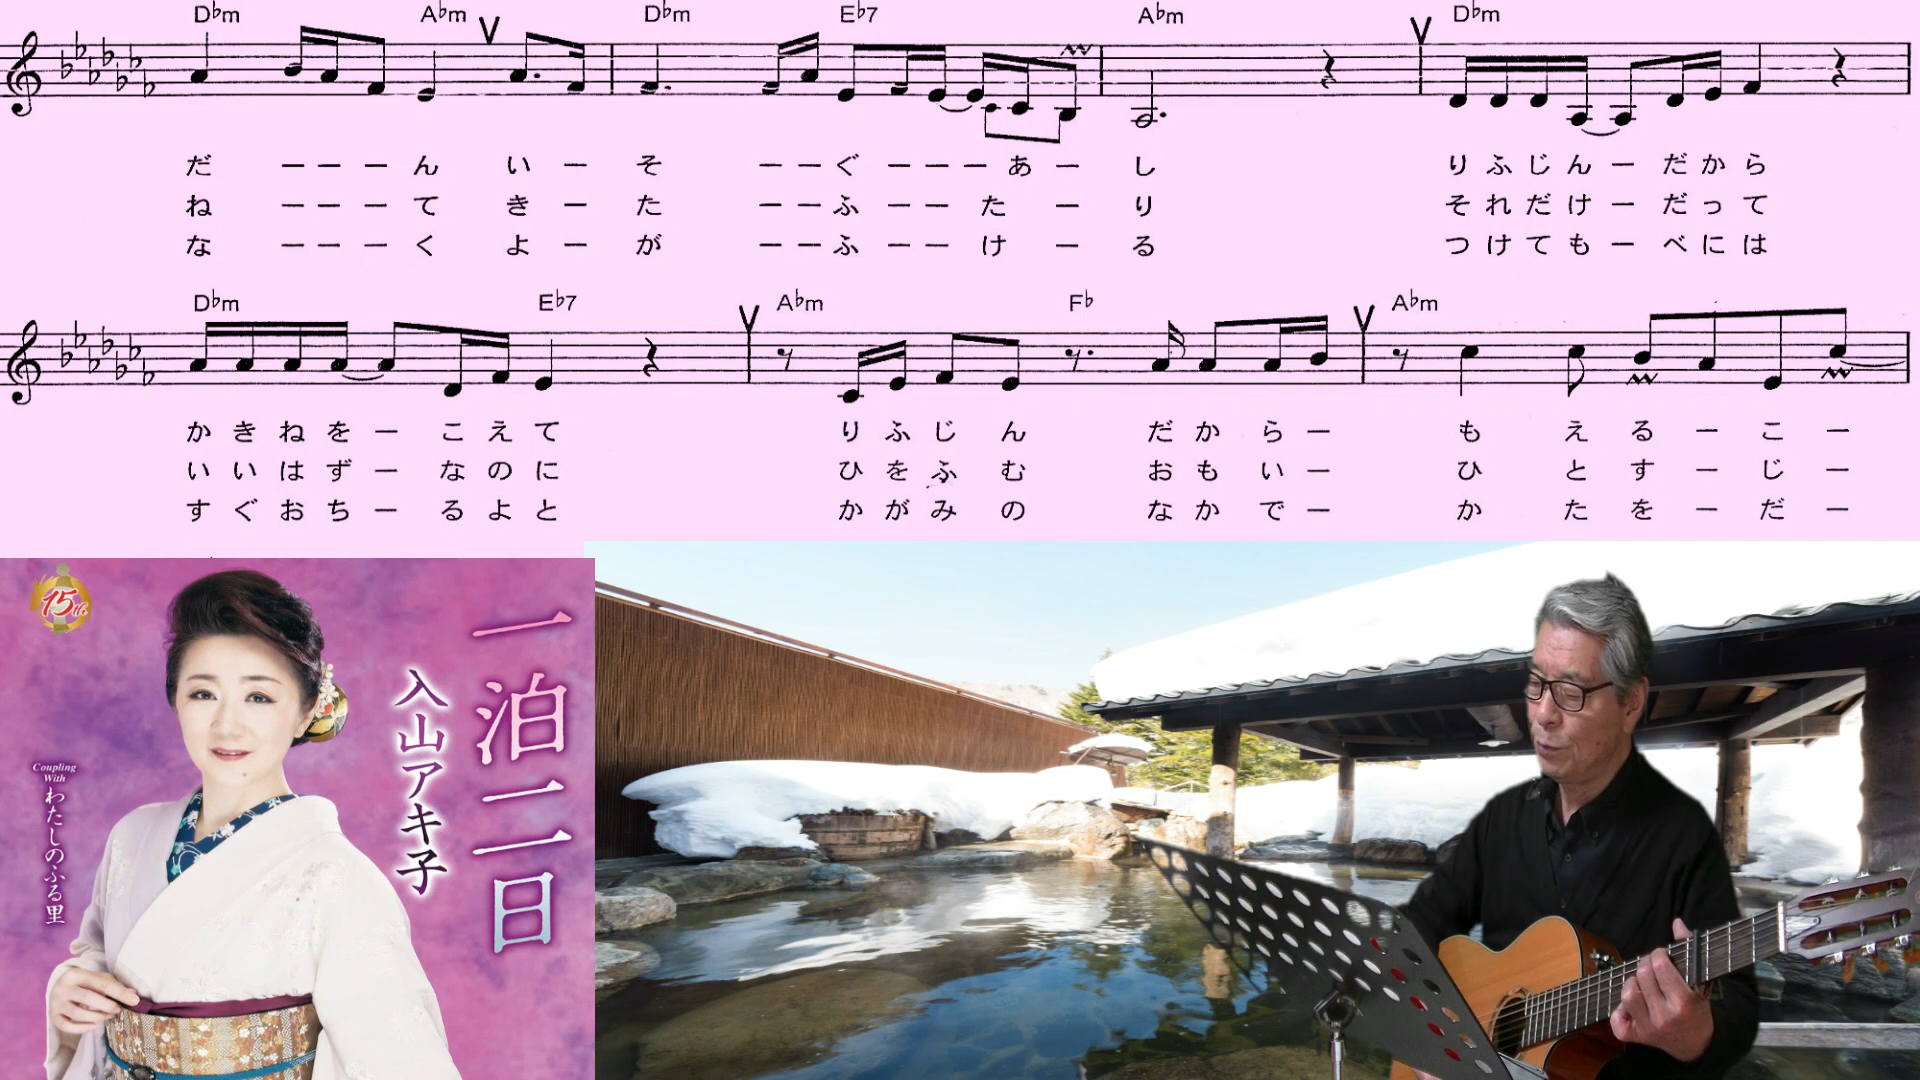 D♭m A♭m D♭m E♭7 A♭m D♭m
だ ー ー ー ん い ー そ ー ー ぐ ー ー ー あ ー し り ふ じ ん ー だ か ら
ね ー ー ー て き ー た ー ー ふ ー ー た ー り そ れ だ け ー だ っ て
な ー ー ー く よ ー が ー ー ふ ー ー け ー る つ け て も ー べ に は
D♭m E♭7 A♭m F♭ A♭m
か き ね を ー こ え て り ふ じ ん だ か ら ー も え る ー こ ー
い い は ず ー な の に ひ を ふ む お も い ー ひ と す ー じ ー
す ぐ お ち ー る よ と か が み の な か で ー か た を ー だ ー
15th
一泊二日
入山アキ子
Coupling
With
わたしのふる里